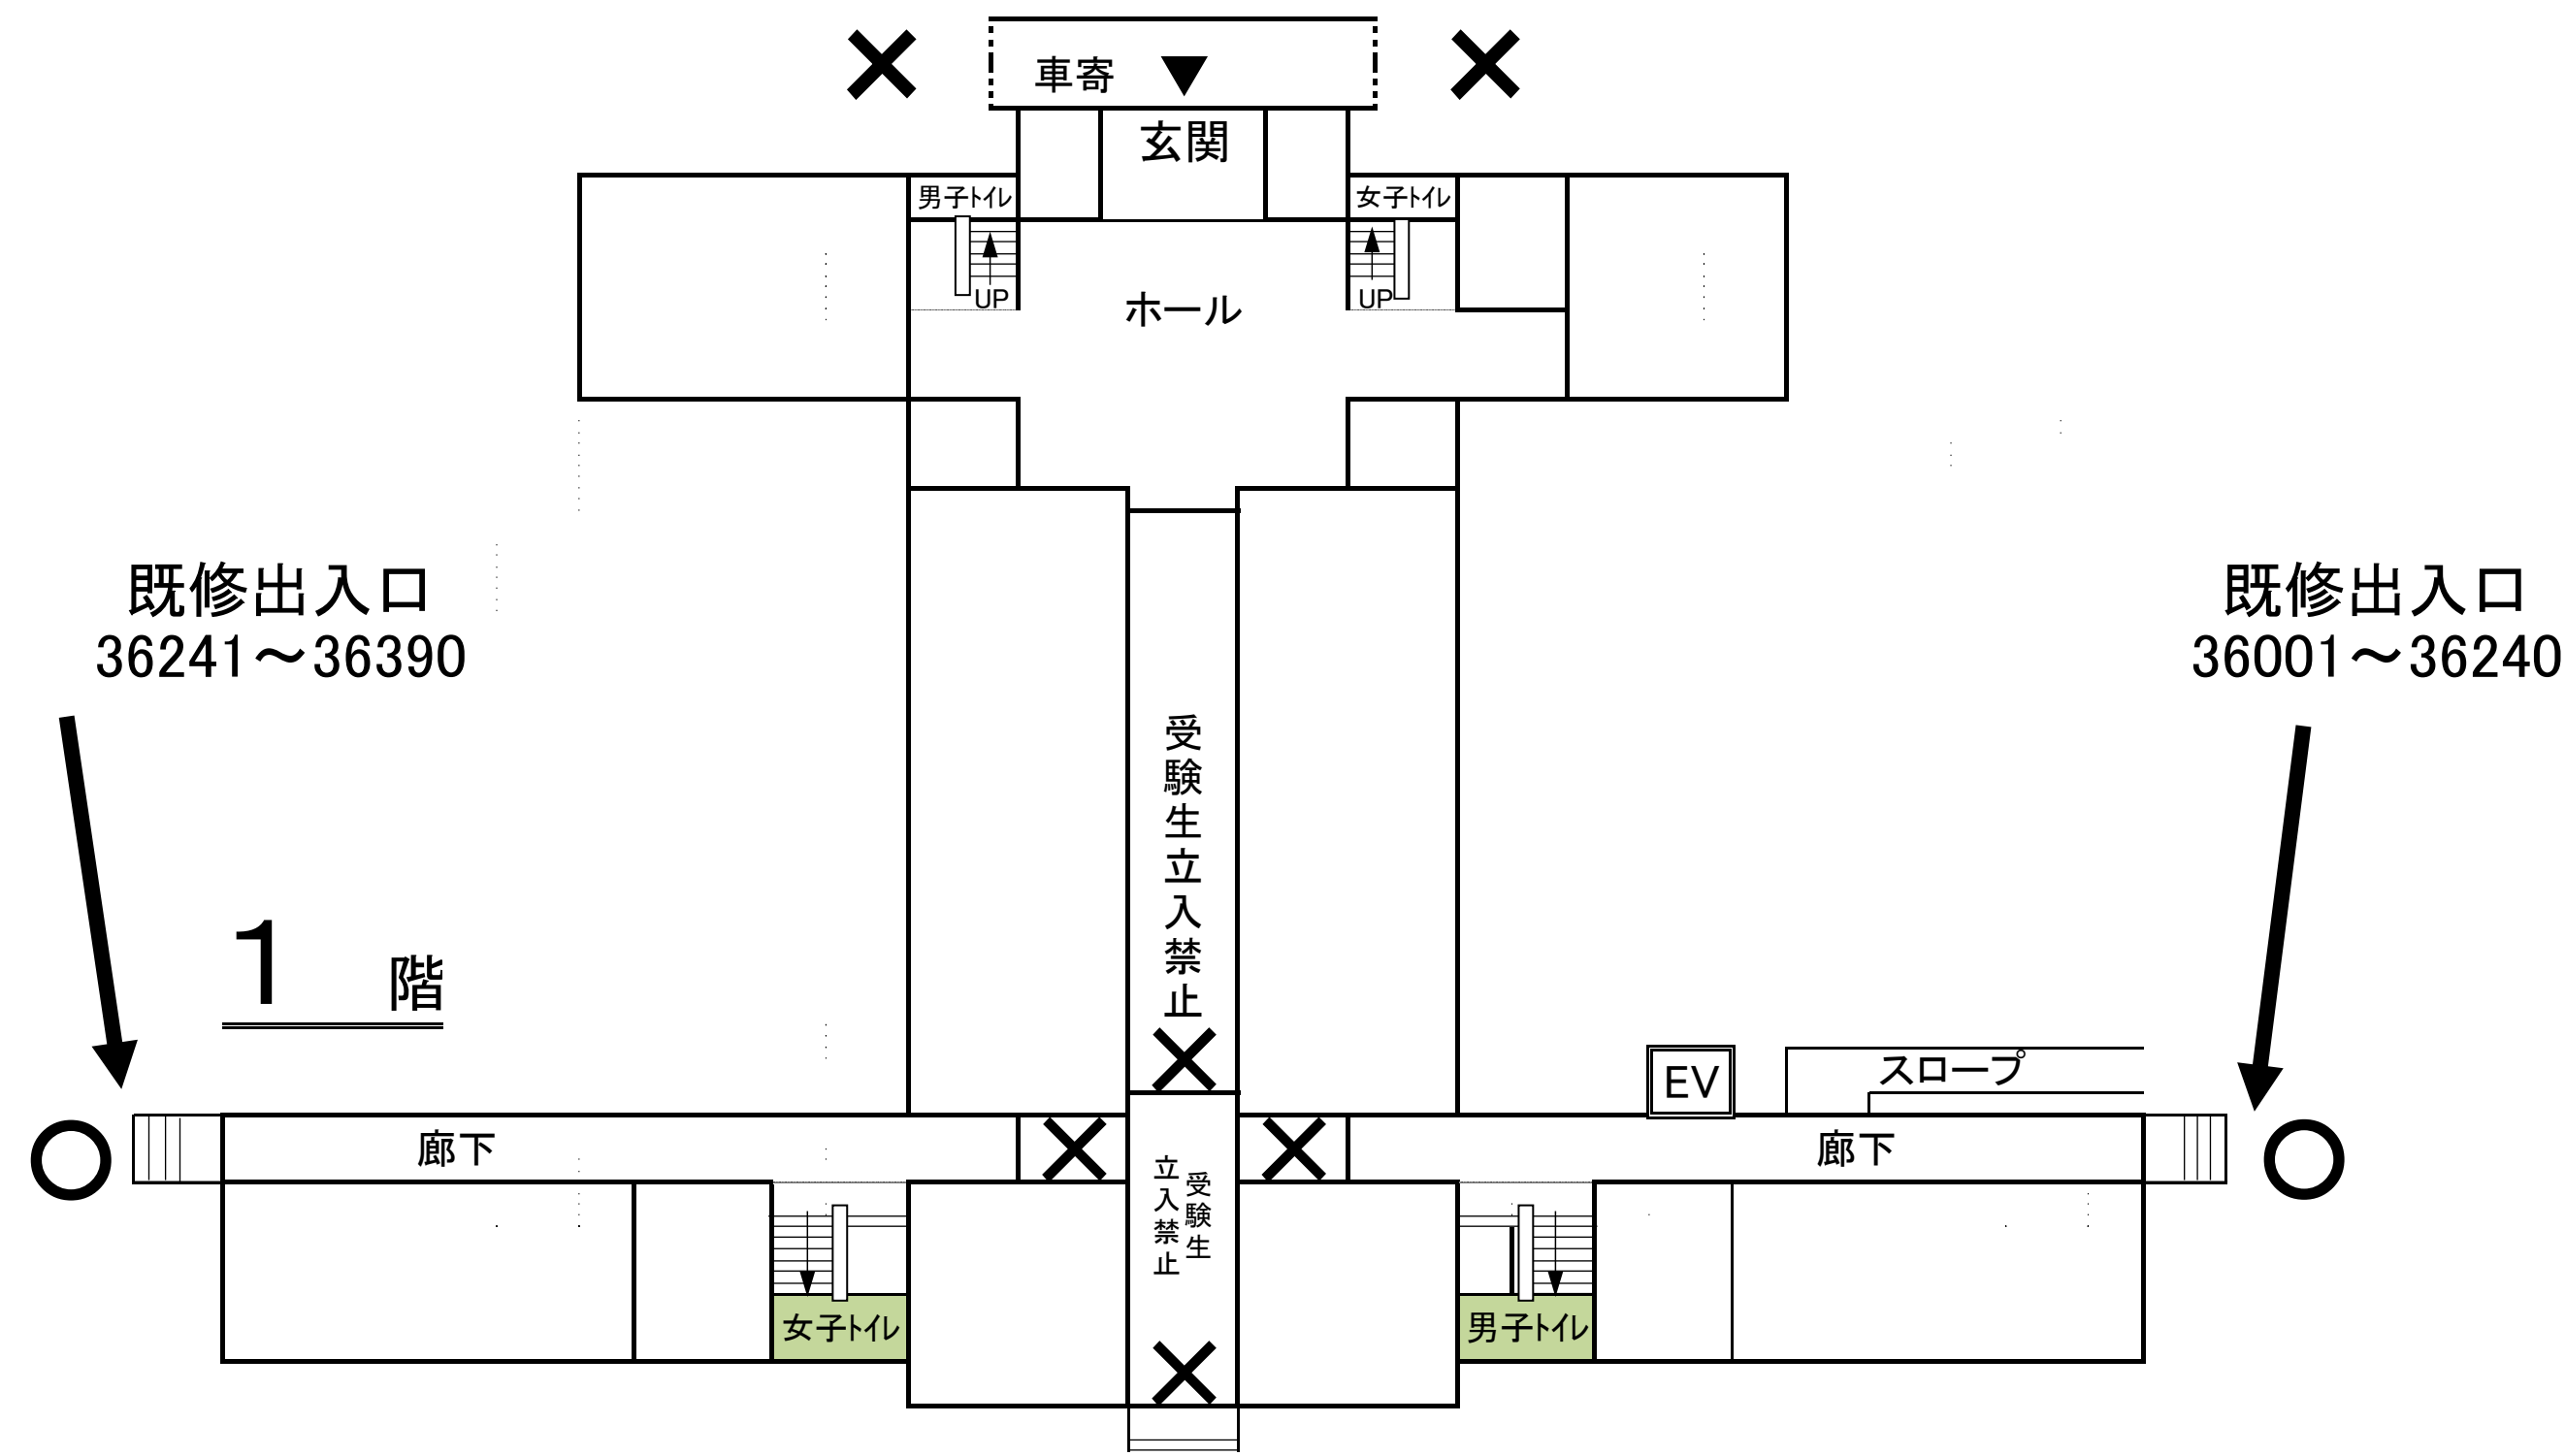 車寄
玄関
男子トイレ
女子トイレ
UP
UP
ホール
既修出入口
36241～36390
既修出入口
36001～36240
受験生立入禁止
1 階
EV
スロープ
廊下
廊下
受験生
立入禁止
女子トイレ
男子トイレ